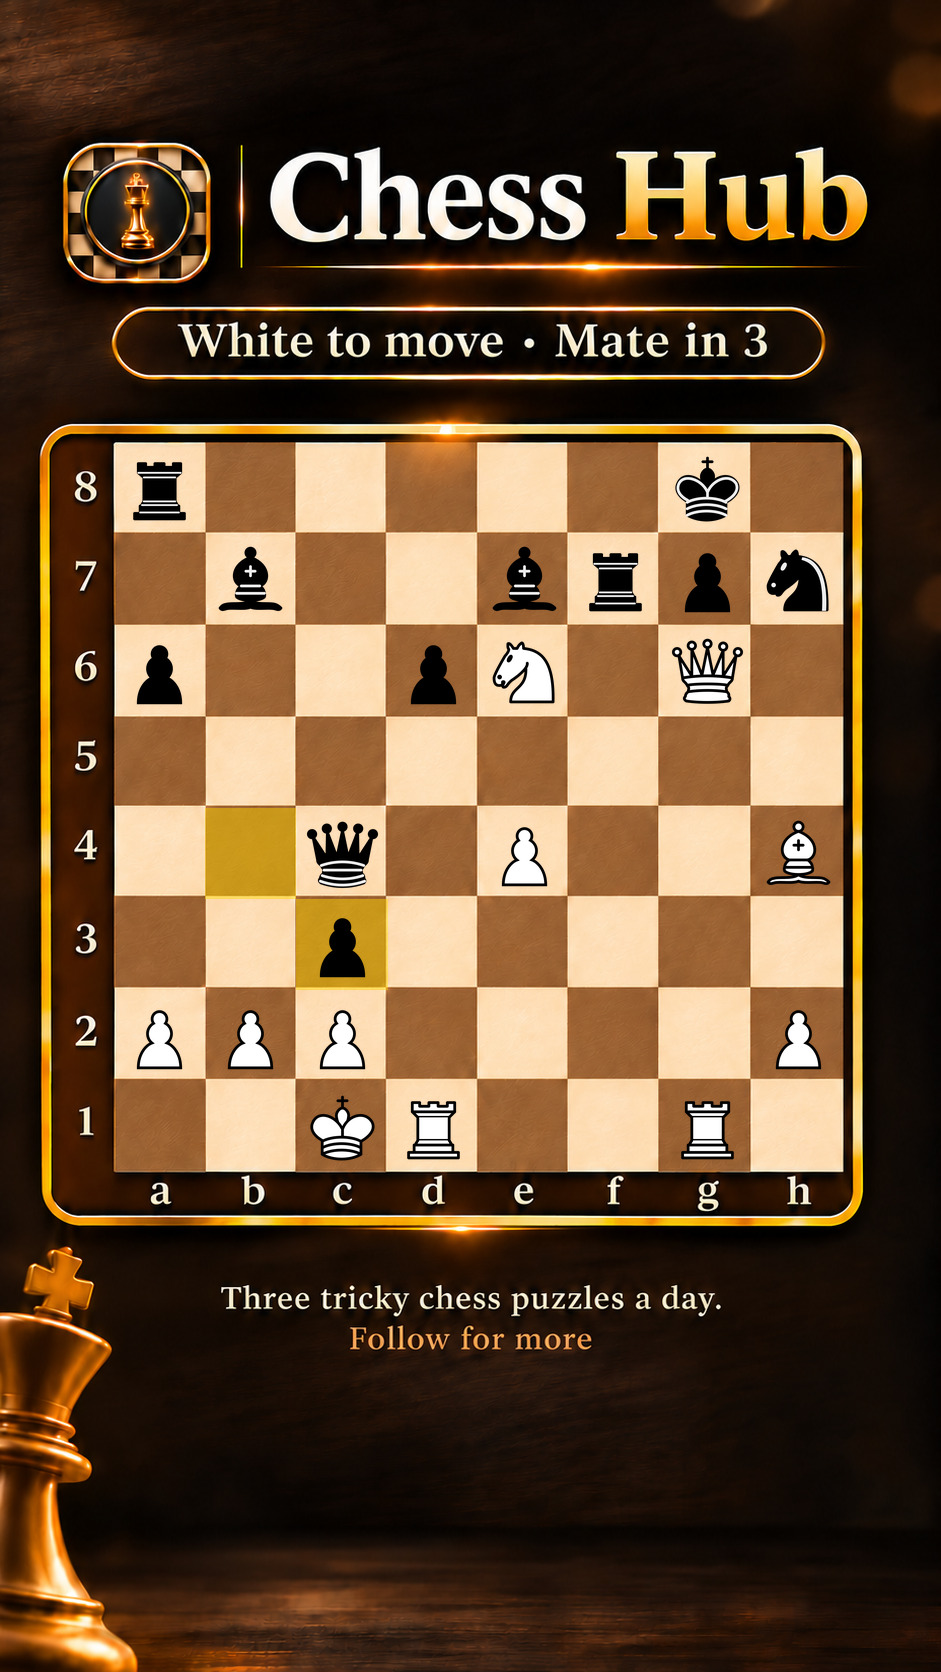 Chess Hub
White to move • Mate in 3
8
7
6
5
4
3
2
1
a b c d e f g h
Three tricky chess puzzles a day.
Follow for more